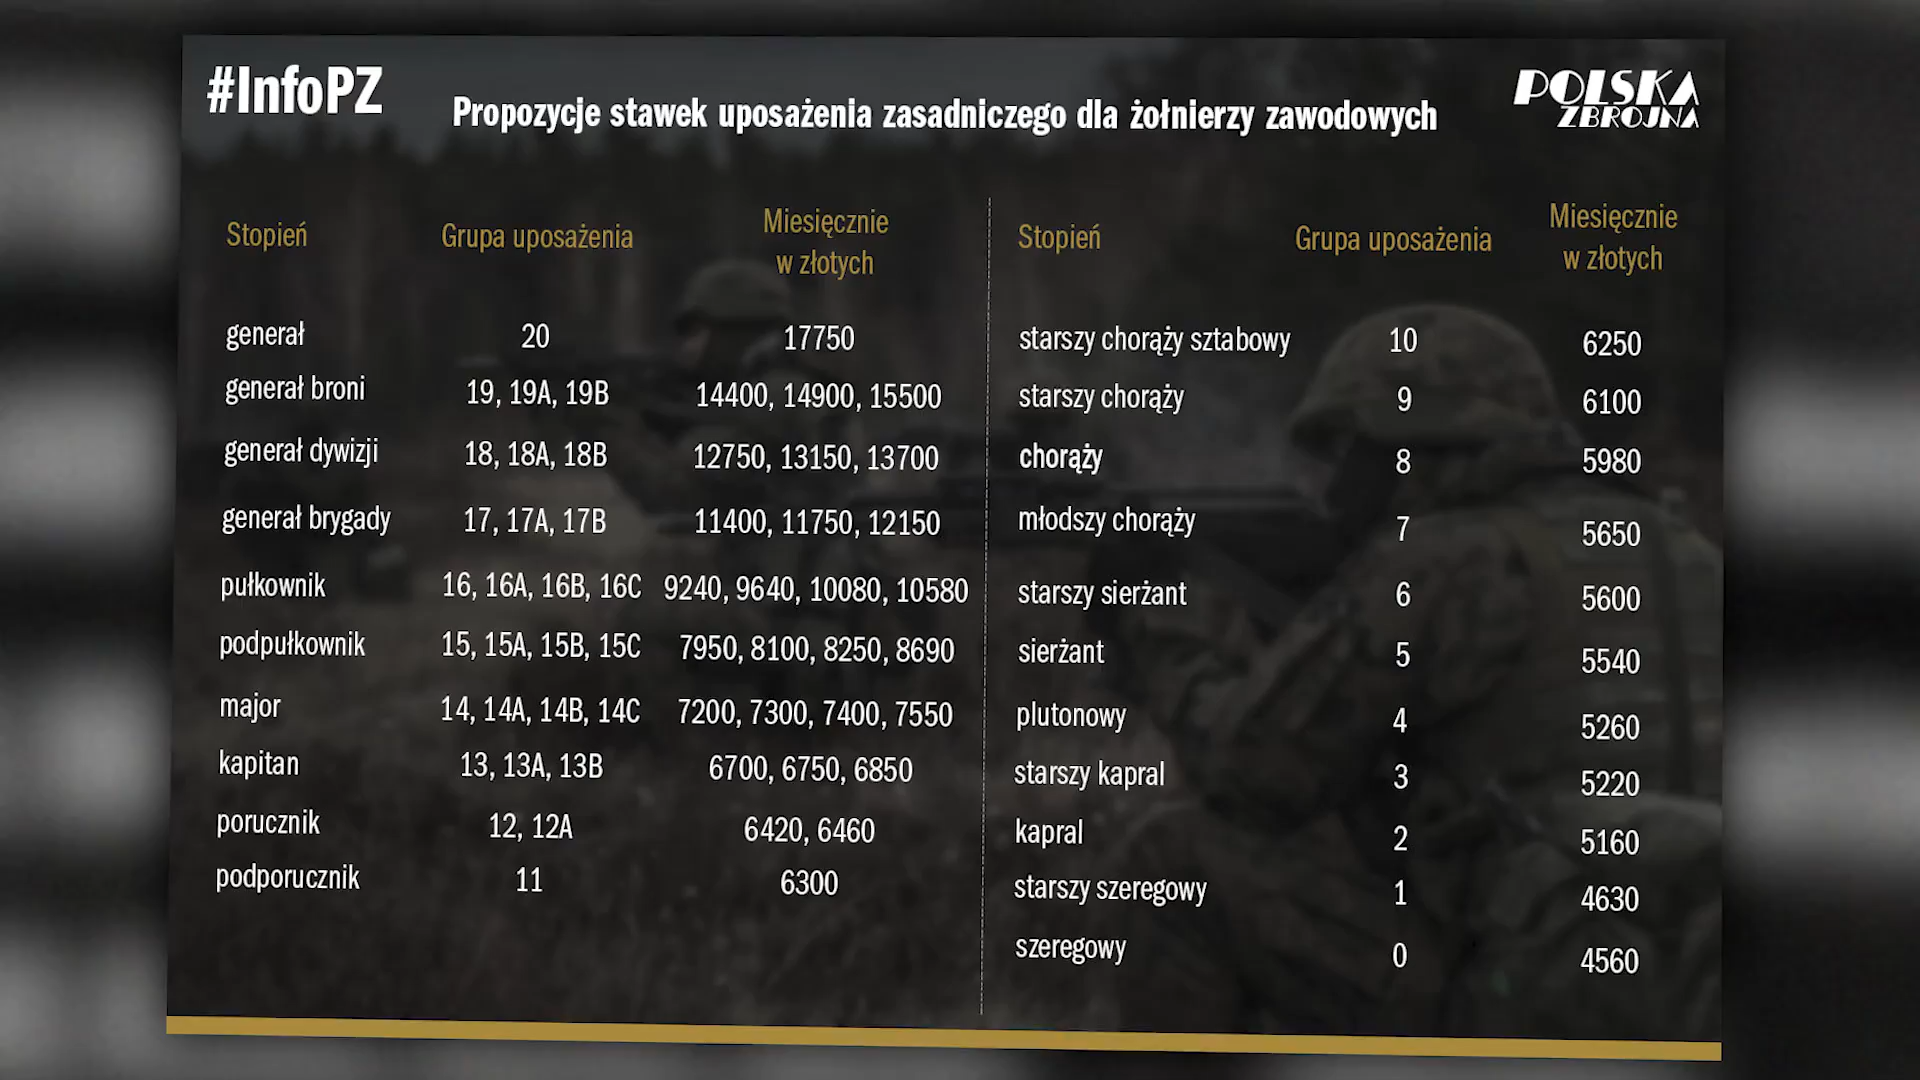 #InfoPZ
Propozycje stawek uposażenia zasadniczego dla żołnierzy zawodowych
POLSKA
ZBROJNA
Stopień Grupa uposażenia Miesięcznie
w złotych
generał 20 17750
generał broni 19, 19A, 19B 14400, 14900, 15500
generał dywizji 18, 18A, 18B 12750, 13150, 13700
generał brygady 17, 17A, 17B 11400, 11750, 12150
pułkownik 16, 16A, 16B, 16C 9240, 9640, 10080, 10580
podpułkownik 15, 15A, 15B, 15C 7950, 8100, 8250, 8690
major 14, 14A, 14B, 14C 7200, 7300, 7400, 7550
kapitan 13, 13A, 13B 6700, 6750, 6850
porucznik 12, 12A 6420, 6460
podporucznik 11 6300
Stopień Grupa uposażenia Miesięcznie
w złotych
starszy chorąży sztabowy 10 6250
starszy chorąży 9 6100
chorąży 8 5980
młodszy chorąży 7 5650
starszy sierżant 6 5600
sierżant 5 5540
plutonowy 4 5260
starszy kapral 3 5220
kapral 2 5160
starszy szeregowy 1 4630
szeregowy 0 4560